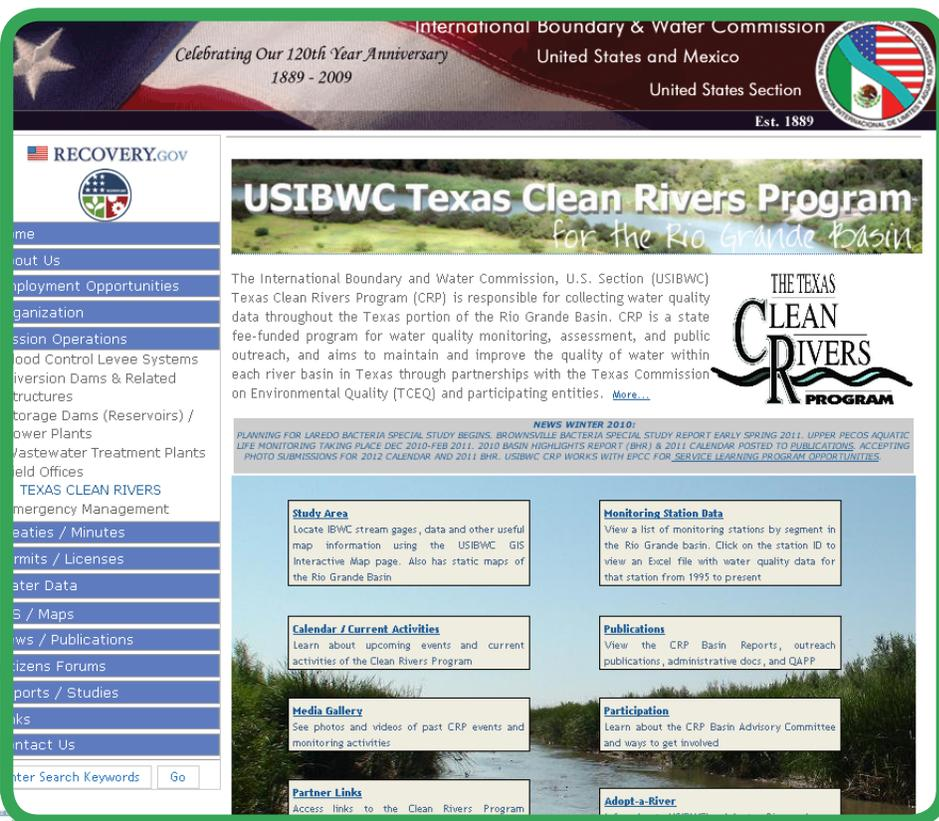 International Boundary & Water Commission
Celebrating Our 120th Year Anniversary
1889 - 2009
United States and Mexico
United States Section
Est. 1889
RECOVERY.GOV
me
out Us
ployment Opportunities
ganization
ssion Operations
ood Control Levee Systems
iversion Dams & Related
tructures
torage Dams (Reservoirs) /
ower Plants
Wastewater Treatment Plants
ield Offices
TEXAS CLEAN RIVERS
mergency Management
eaties / Minutes
rmits / Licenses
ater Data
S / Maps
ws / Publications
tizens Forums
ports / Studies
ks
ntact Us
nter Search Keywords Go
USIBWC Texas Clean Rivers Program
for the Rio Grande Basin
The International Boundary and Water Commission, U.S. Section (USIBWC)
Texas Clean Rivers Program (CRP) is responsible for collecting water quality
data throughout the Texas portion of the Rio Grande Basin. CRP is a state
fee-funded program for water quality monitoring, assessment, and public
outreach, and aims to maintain and improve the quality of water within
each river basin in Texas through partnerships with the Texas Commission
on Environmental Quality (TCEQ) and participating entities. More...
THE TEXAS
CLEAN
RIVERS
PROGRAM
NEWS WINTER 2010:
PLANNING FOR LAREDO BACTERIA SPECIAL STUDY BEGINS. BROWNSVILLE BACTERIA SPECIAL STUDY REPORT EARLY SPRING 2011. UPPER PECOS AQUATIC
LIFE MONITORING TAKING PLACE DEC 2010-FEB 2011. 2010 BASIN HIGHLIGHTS REPORT (BHR) & 2011 CALENDAR POSTED TO PUBLICATIONS. ACCEPTING
PHOTO SUBMISSIONS FOR 2012 CALENDAR AND 2011 BHR. USIBWC CRP WORKS WITH EPCC FOR SERVICE LEARNING PROGRAM OPPORTUNITIES.
Study Area
Locate IBWC stream gages, data and other useful
map information using the USIBWC GIS
Interactive Map page. Also has static maps of
the Rio Grande Basin
Monitoring Station Data
View a list of monitoring stations by segment in
the Rio Grande basin. Click on the station ID to
view an Excel file with water quality data for
that station from 1995 to present
Calendar / Current Activities
Learn about upcoming events and current
activities of the Clean Rivers Program
Publications
View the CRP Basin Reports, outreach
publications, administrative docs, and QAPP
Media Gallery
See photos and videos of past CRP events and
monitoring activities
Participation
Learn about the CRP Basin Advisory Committee
and ways to get involved
Partner Links
Access links to the Clean Rivers Program
Adopt-a-River